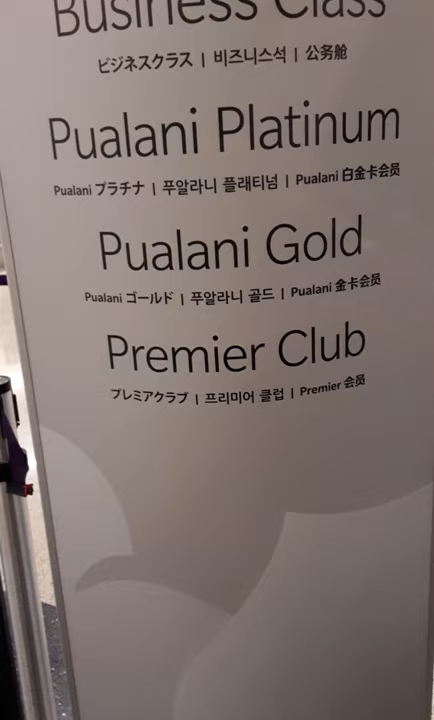 Business Class
ビジネスクラス | 비즈니스석 | 公务舱
Pualani Platinum
Pualani プラチナ | 푸알라니 플래티넘 | Pualani 白金卡会员
Pualani Gold
Pualani ゴールド | 푸알라니 골드 | Pualani 金卡会员
Premier Club
プレミアクラブ | 프리미어 클럽 | Premier 会员